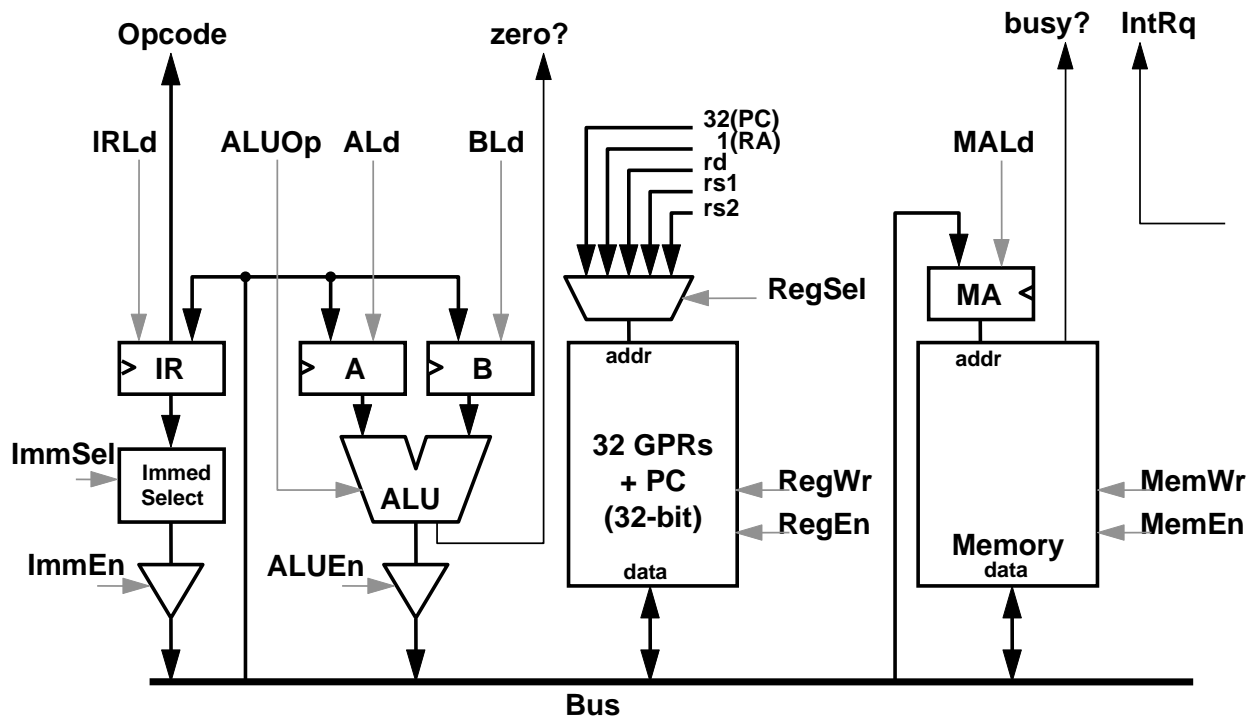 Opcode
zero?
busy?
IntRq
32(PC)
1(RA)
rd
rs1
rs2
IRLd
ALUOp
ALd
BLd
MALd
RegSel
MA
IR
A
B
addr
addr
ImmSel
Immed
Select
ALU
32 GPRs
+ PC
(32-bit)
RegWr
RegEn
MemWr
MemEn
ImmEn
ALUEn
Memory
data
data
Bus